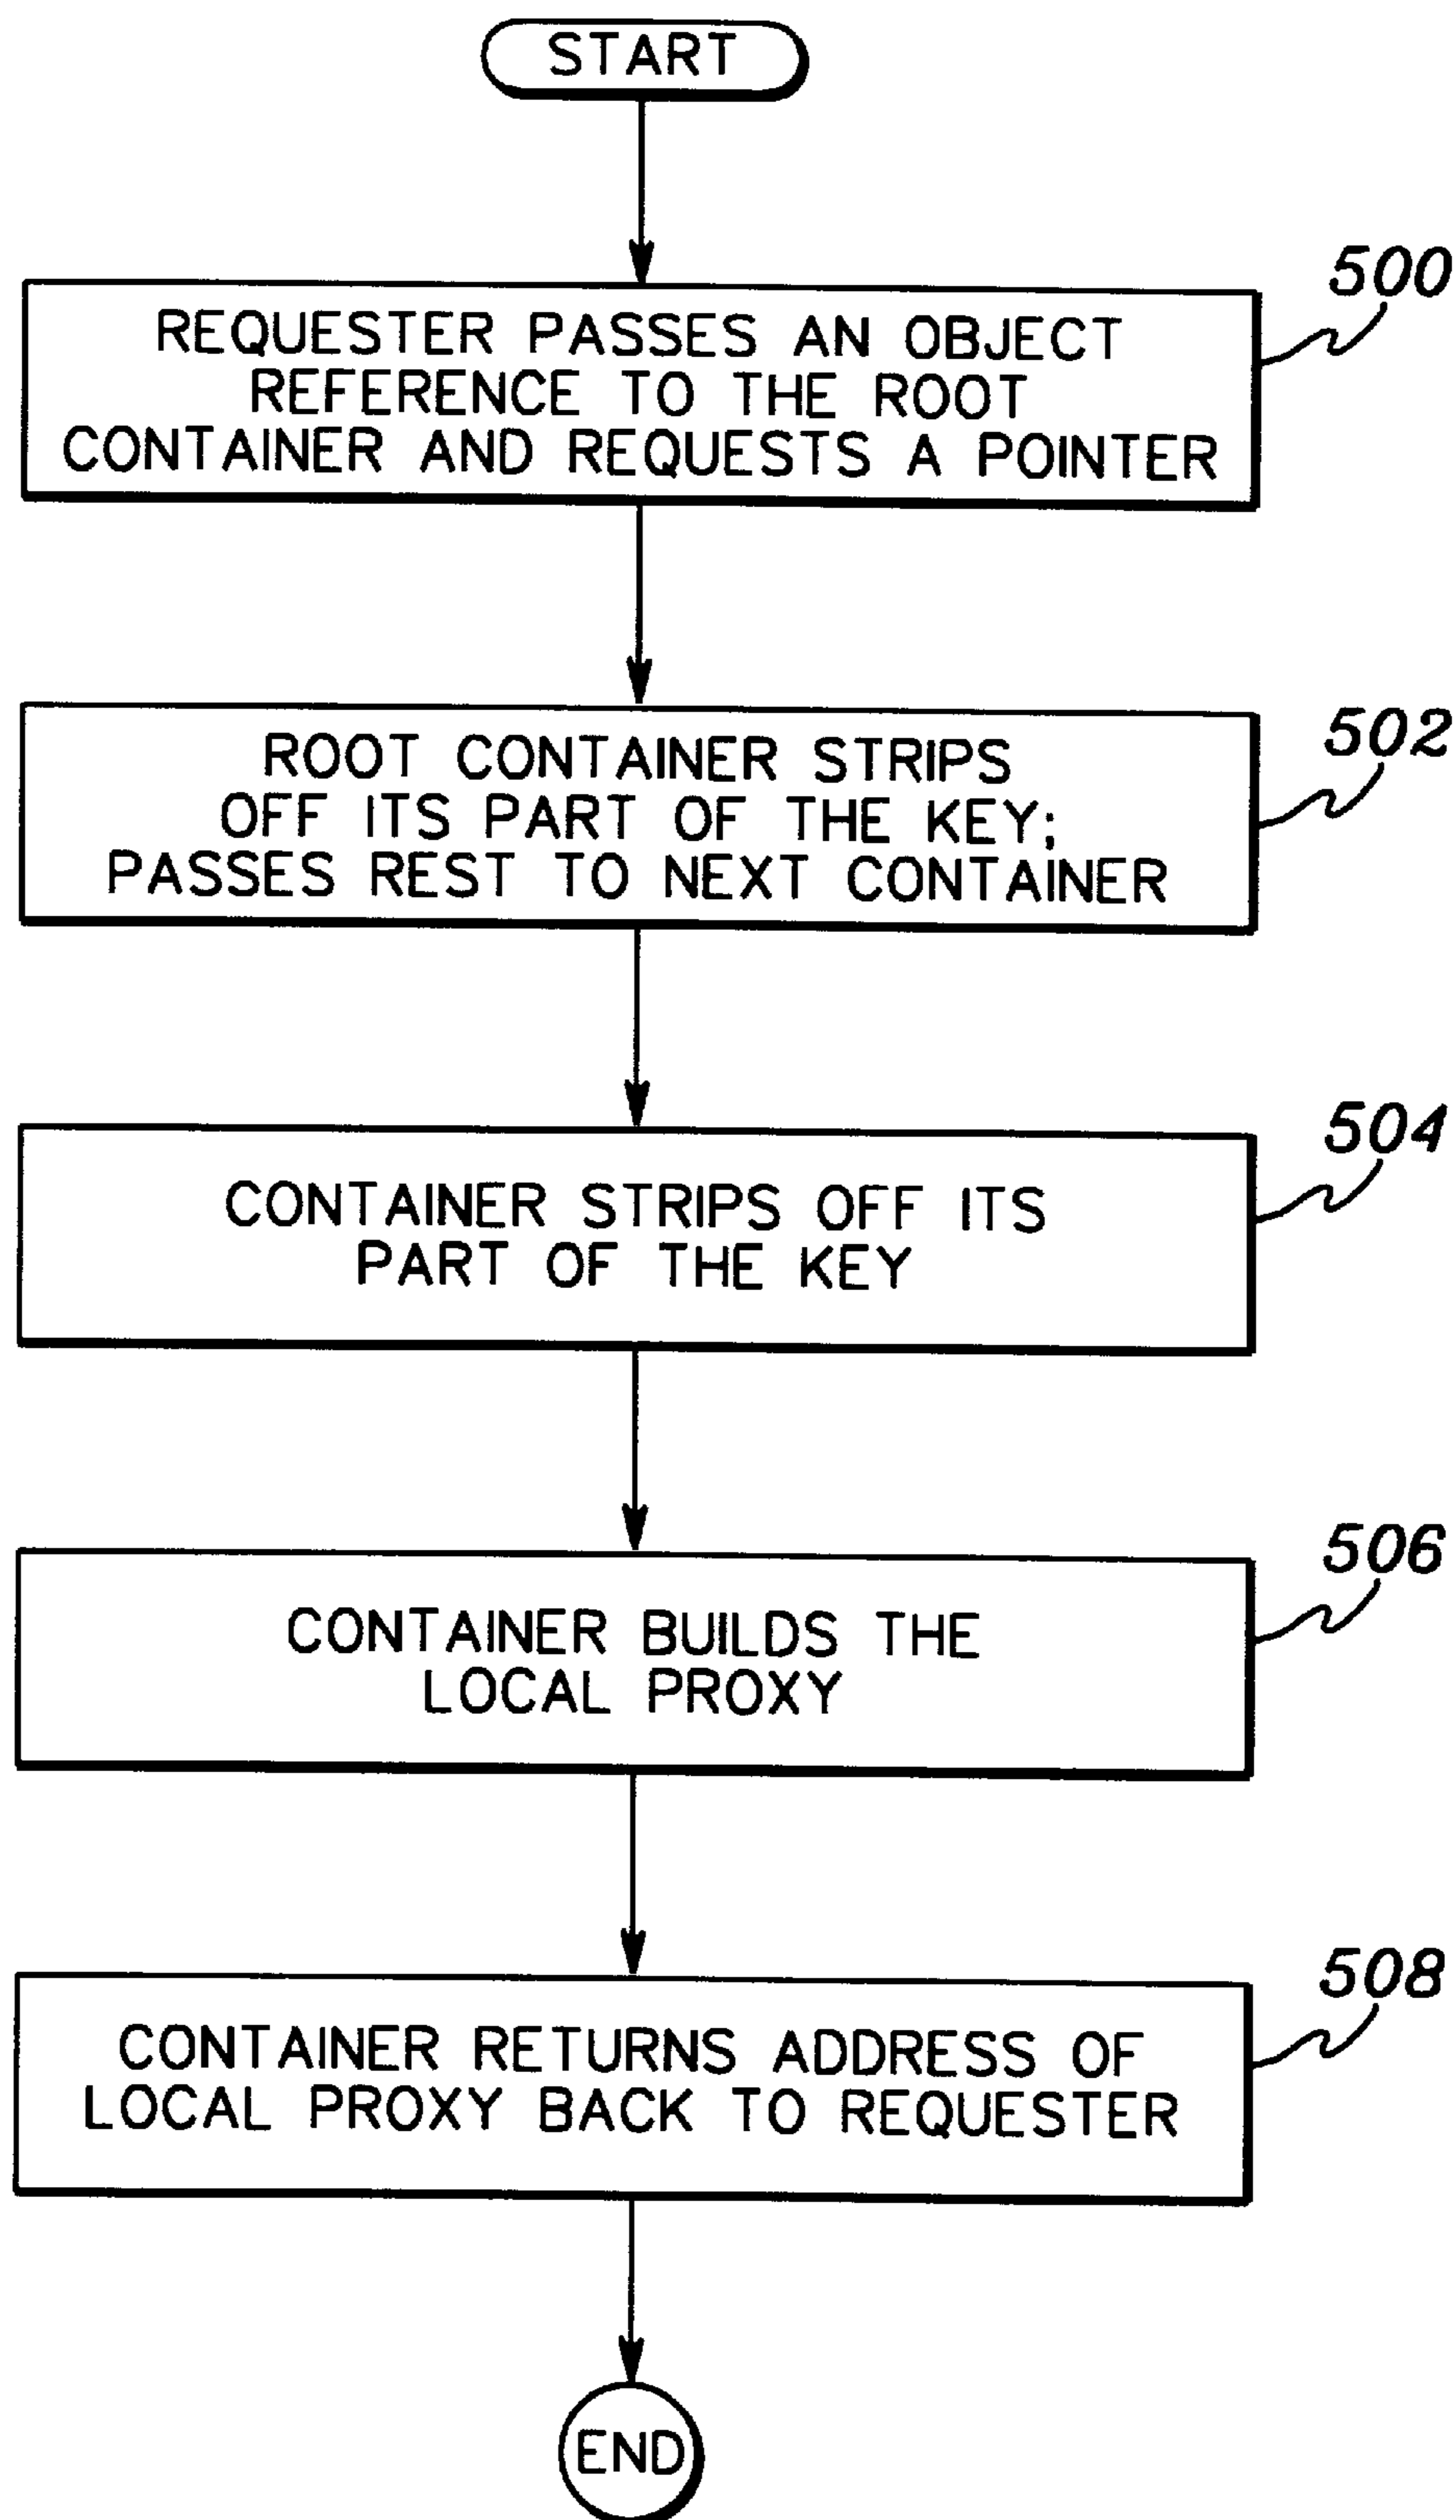 START
500
REQUESTER PASSES AN OBJECT
REFERENCE TO THE ROOT
CONTAINER AND REQUESTS A POINTER
502
ROOT CONTAINER STRIPS
OFF ITS PART OF THE KEY;
PASSES REST TO NEXT CONTAINER
504
CONTAINER STRIPS OFF ITS
PART OF THE KEY
506
CONTAINER BUILDS THE
LOCAL PROXY
508
CONTAINER RETURNS ADDRESS OF
LOCAL PROXY BACK TO REQUESTER
END